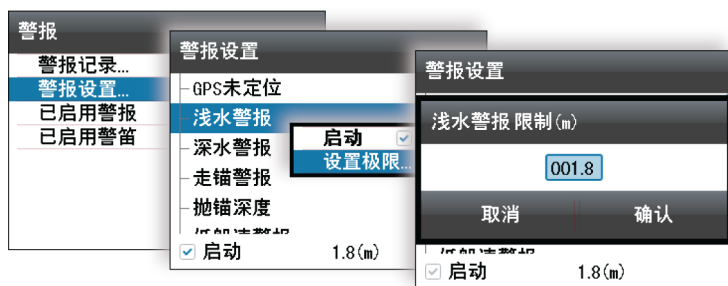 警报
警报记录...
警报设置...
已启用警报
已启用警笛
警报设置
GPS未定位
浅水警报
深水警报
走锚警报
抛锚深度
启动
设置极限...
启动 1.8(m)
警报设置
浅水警报 限制(m)
001.8
取消 确认
启动 1.8(m)